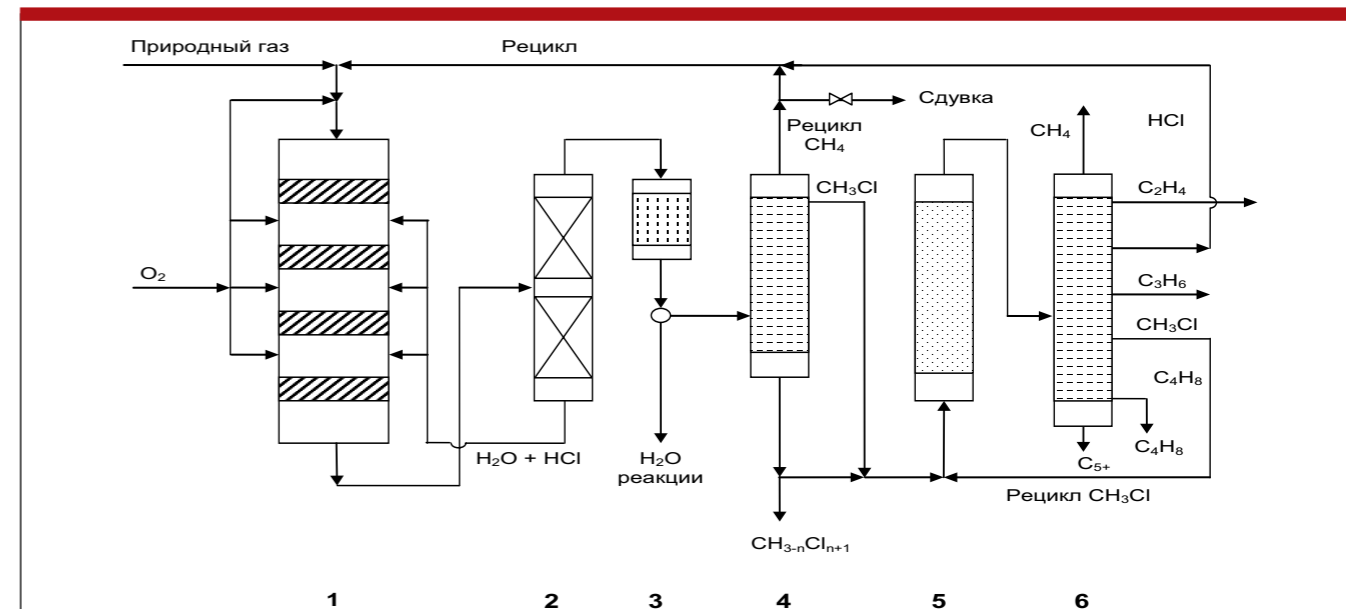 Природный газ
Рецикл
Сдувка
Рецикл
CH₄
CH₄
HCl
CH₃Cl
C₂H₄
O₂
C₃H₆
CH₃Cl
C₄H₈
H₂O + HCl
H₂O
реакции
C₄H₈
C₅₊
Рецикл CH₃Cl
CH₃₋ₙClₙ₊₁
1 2 3 4 5 6